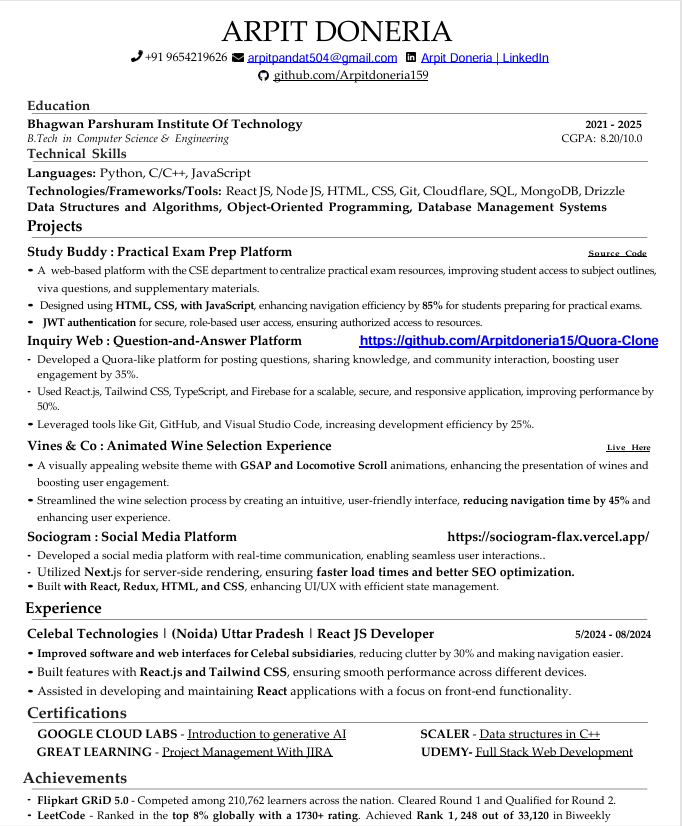 ARPIT DONERIA
+91 9654219626 arpitpandat504@gmail.com Arpit Doneria | LinkedIn
github.com/Arpitdoneria159
Education
Bhagwan Parshuram Institute Of Technology 2021 - 2025
B.Tech in Computer Science & Engineering CGPA: 8.20/10.0
Technical Skills
Languages: Python, C/C++, JavaScript
Technologies/Frameworks/Tools: React JS, Node JS, HTML, CSS, Git, Cloudflare, SQL, MongoDB, Drizzle
Data Structures and Algorithms, Object-Oriented Programming, Database Management Systems
Projects
Study Buddy : Practical Exam Prep Platform Source Code
• A web-based platform with the CSE department to centralize practical exam resources, improving student access to subject outlines,
viva questions, and supplementary materials.
• Designed using HTML, CSS, with JavaScript, enhancing navigation efficiency by 85% for students preparing for practical exams.
• JWT authentication for secure, role-based user access, ensuring authorized access to resources.
Inquiry Web : Question-and-Answer Platform https://github.com/Arpitdoneria15/Quora-Clone
- Developed a Quora-like platform for posting questions, sharing knowledge, and community interaction, boosting user
engagement by 35%.
- Used React.js, Tailwind CSS, TypeScript, and Firebase for a scalable, secure, and responsive application, improving performance by
50%.
• Leveraged tools like Git, GitHub, and Visual Studio Code, increasing development efficiency by 25%.
Vines & Co : Animated Wine Selection Experience Live Here
• A visually appealing website theme with GSAP and Locomotive Scroll animations, enhancing the presentation of wines and
boosting user engagement.
• Streamlined the wine selection process by creating an intuitive, user-friendly interface, reducing navigation time by 45% and
enhancing user experience.
Sociogram : Social Media Platform https://sociogram-flax.vercel.app/
- Developed a social media platform with real-time communication, enabling seamless user interactions..
- Utilized Next.js for server-side rendering, ensuring faster load times and better SEO optimization.
• Built with React, Redux, HTML, and CSS, enhancing UI/UX with efficient state management.
Experience
Celebal Technologies | (Noida) Uttar Pradesh | React JS Developer 5/2024 - 08/2024
• Improved software and web interfaces for Celebal subsidiaries, reducing clutter by 30% and making navigation easier.
• Built features with React.js and Tailwind CSS, ensuring smooth performance across different devices.
• Assisted in developing and maintaining React applications with a focus on front-end functionality.
Certifications
GOOGLE CLOUD LABS - Introduction to generative AI SCALER - Data structures in C++
GREAT LEARNING - Project Management With JIRA UDEMY- Full Stack Web Development
Achievements
- Flipkart GRiD 5.0 - Competed among 210,762 learners across the nation. Cleared Round 1 and Qualified for Round 2.
- LeetCode - Ranked in the top 8% globally with a 1730+ rating. Achieved Rank 1, 248 out of 33,120 in Biweekly